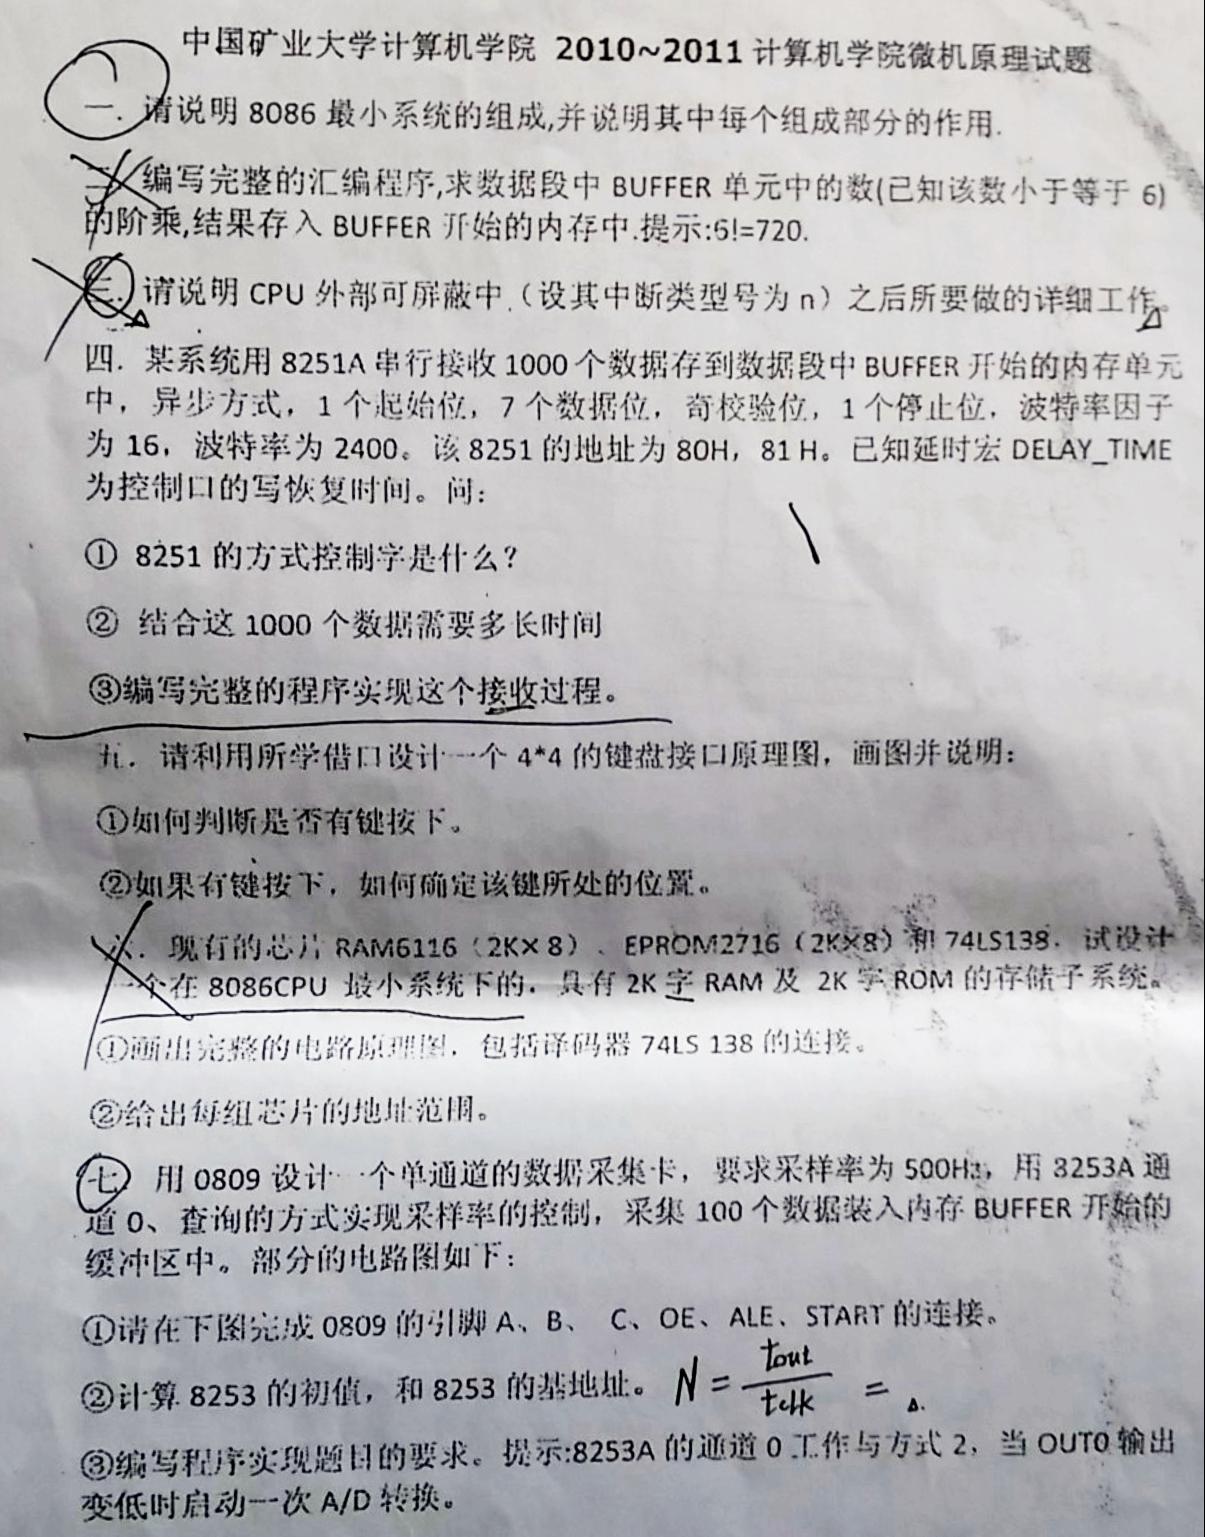 中国矿业大学计算机学院 2010~2011 计算机学院微机原理试题
一. 请说明 8086 最小系统的组成,并说明其中每个组成部分的作用.
二. 编写完整的汇编程序,求数据段中 BUFFER 单元中的数(已知该数小于等于 6)
的阶乘,结果存入 BUFFER 开始的内存中.提示:6!=720.
三. 请说明 CPU 外部可屏蔽中（设其中断类型号为 n）之后所要做的详细工作。
四. 某系统用 8251A 串行接收 1000 个数据存到数据段中 BUFFER 开始的内存单元
中，异步方式，1 个起始位，7 个数据位，奇校验位，1 个停止位，波特率因子
为 16，波特率为 2400。该 8251 的地址为 80H，81 H。已知延时宏 DELAY_TIME
为控制口的写恢复时间。问：
① 8251 的方式控制字是什么？
② 结合这 1000 个数据需要多长时间
③编写完整的程序实现这个接收过程。
五. 请利用所学借口设计一个 4*4 的键盘接口原理图，画图并说明：
①如何判断是否有键按下。
②如果有键按下，如何确定该键所处的位置。
六. 现有的芯片 RAM6116（2K×8）、EPROM2716（2K×8）和 74LS138. 试设计
一个在 8086CPU 最小系统下的. 具有 2K 字 RAM 及 2K 字 ROM 的存储子系统。
①画出完整的电路原理图，包括译码器 74LS 138 的连接。
②给出每组芯片的地址范围。
七 用 0809 设计一个单通道的数据采集卡，要求采样率为 500Hz，用 8253A 通
道 0、查询的方式实现采样率的控制，采集 100 个数据装入内存 BUFFER 开始的
缓冲区中。部分的电路图如下：
①请在下图完成 0809 的引脚 A、B、 C、OE、ALE、START 的连接。
②计算 8253 的初值，和 8253 的基地址。 N = tout / tclk =
③编写程序实现题目的要求。提示:8253A 的通道 0 工作与方式 2，当 OUT0 输出
变低时启动一次 A/D 转换。